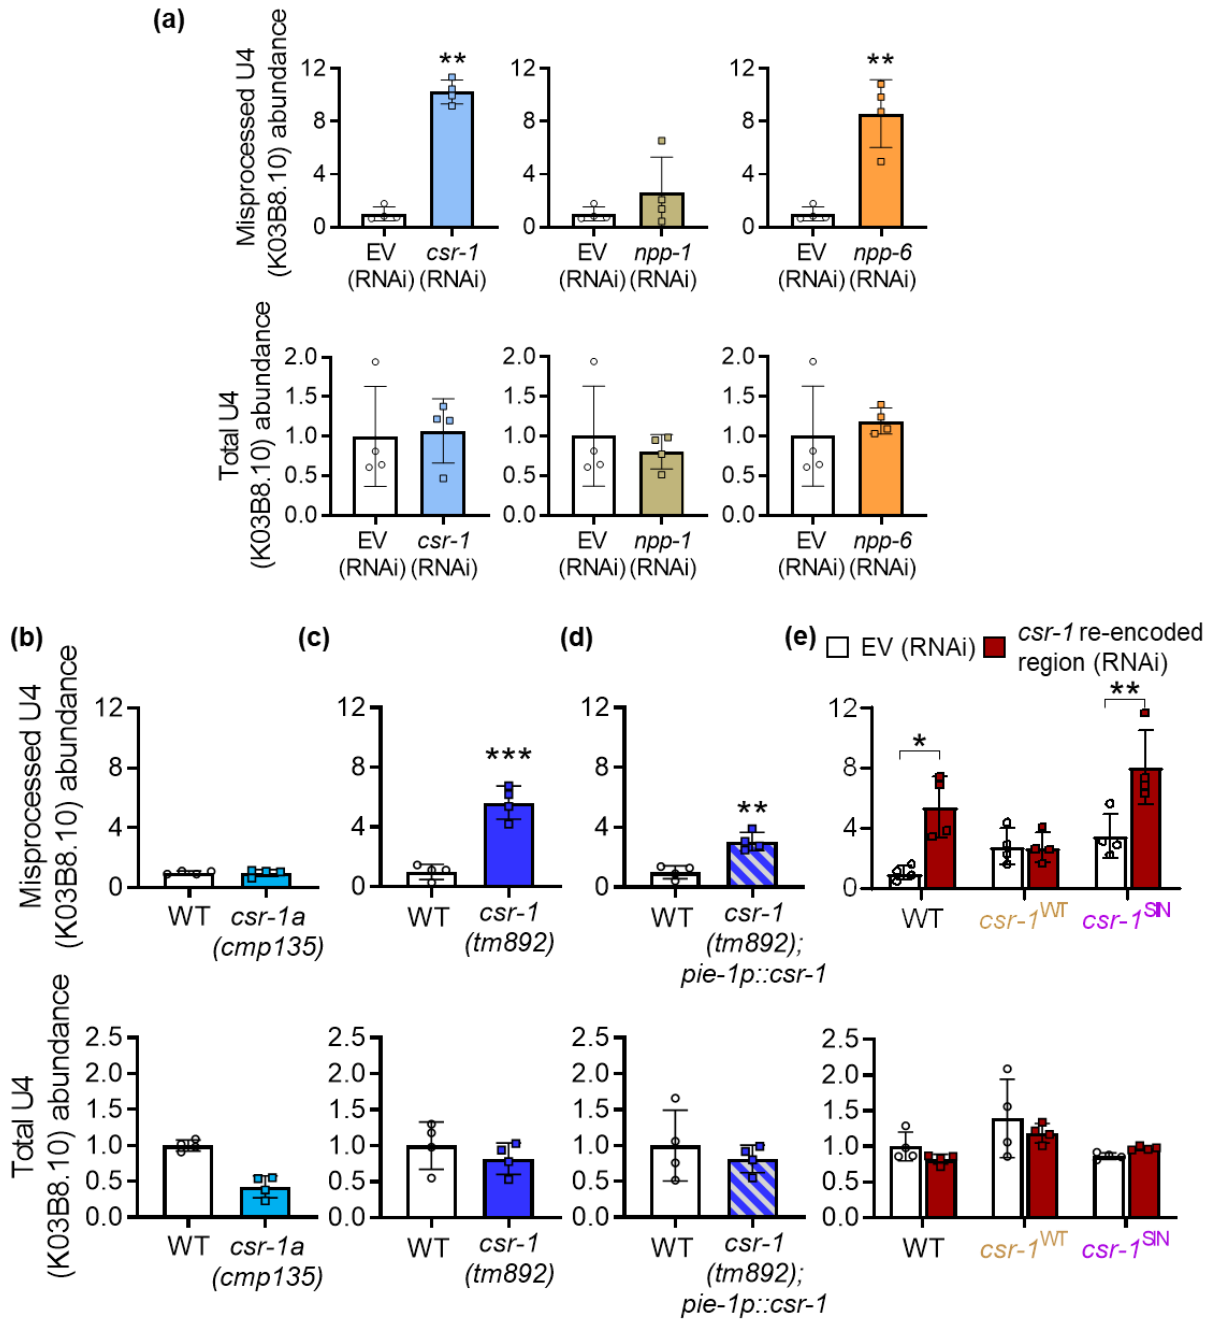 (a)
Misprocessed U4
(K03B8.10) abundance
12
8
4
0
**
EV
(RNAi)
csr-1
(RNAi)
12
8
4
0
EV
(RNAi)
npp-1
(RNAi)
12
8
4
0
**
EV
(RNAi)
npp-6
(RNAi)
Total U4
(K03B8.10) abundance
2.0
1.5
1.0
0.5
0.0
EV
(RNAi)
csr-1
(RNAi)
2.0
1.5
1.0
0.5
0.0
EV
(RNAi)
npp-1
(RNAi)
2.0
1.5
1.0
0.5
0.0
EV
(RNAi)
npp-6
(RNAi)
(b)
Misprocessed U4
(K03B8.10) abundance
12
8
4
0
WT
csr-1a
(cmp135)
(c)
12
8
4
0
***
WT
csr-1
(tm892)
(d)
12
8
4
0
**
WT
csr-1
(tm892);
pie-1p::csr-1
(e)
EV (RNAi)
csr-1 re-encoded
region (RNAi)
12
8
4
0
*
**
WT
csr-1WT
csr-1SIN
Total U4
(K03B8.10) abundance
2.5
2.0
1.5
1.0
0.5
0.0
WT
csr-1a
(cmp135)
2.5
2.0
1.5
1.0
0.5
0.0
WT
csr-1
(tm892)
2.5
2.0
1.5
1.0
0.5
0.0
WT
csr-1
(tm892);
pie-1p::csr-1
2.5
2.0
1.5
1.0
0.5
0.0
WT
csr-1WT
csr-1SIN